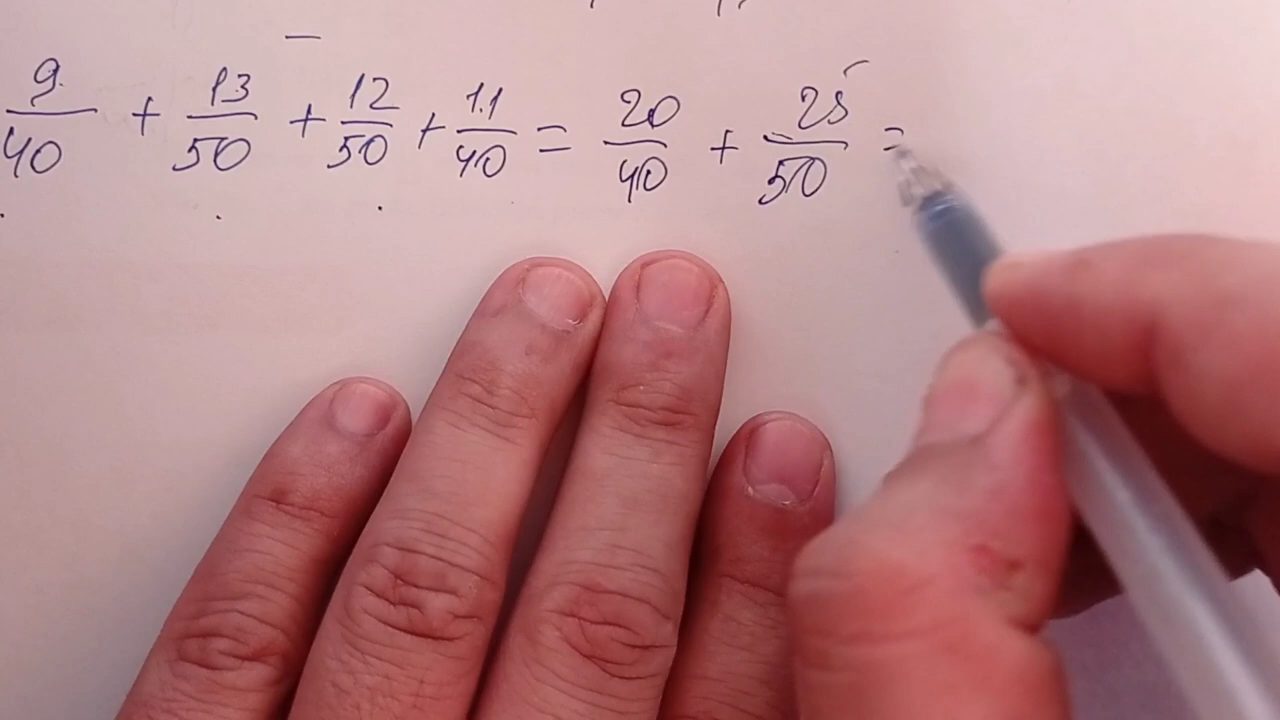 9/40 + 13/50 + 12/50 + 11/40 = 20/40 + 25/50 =